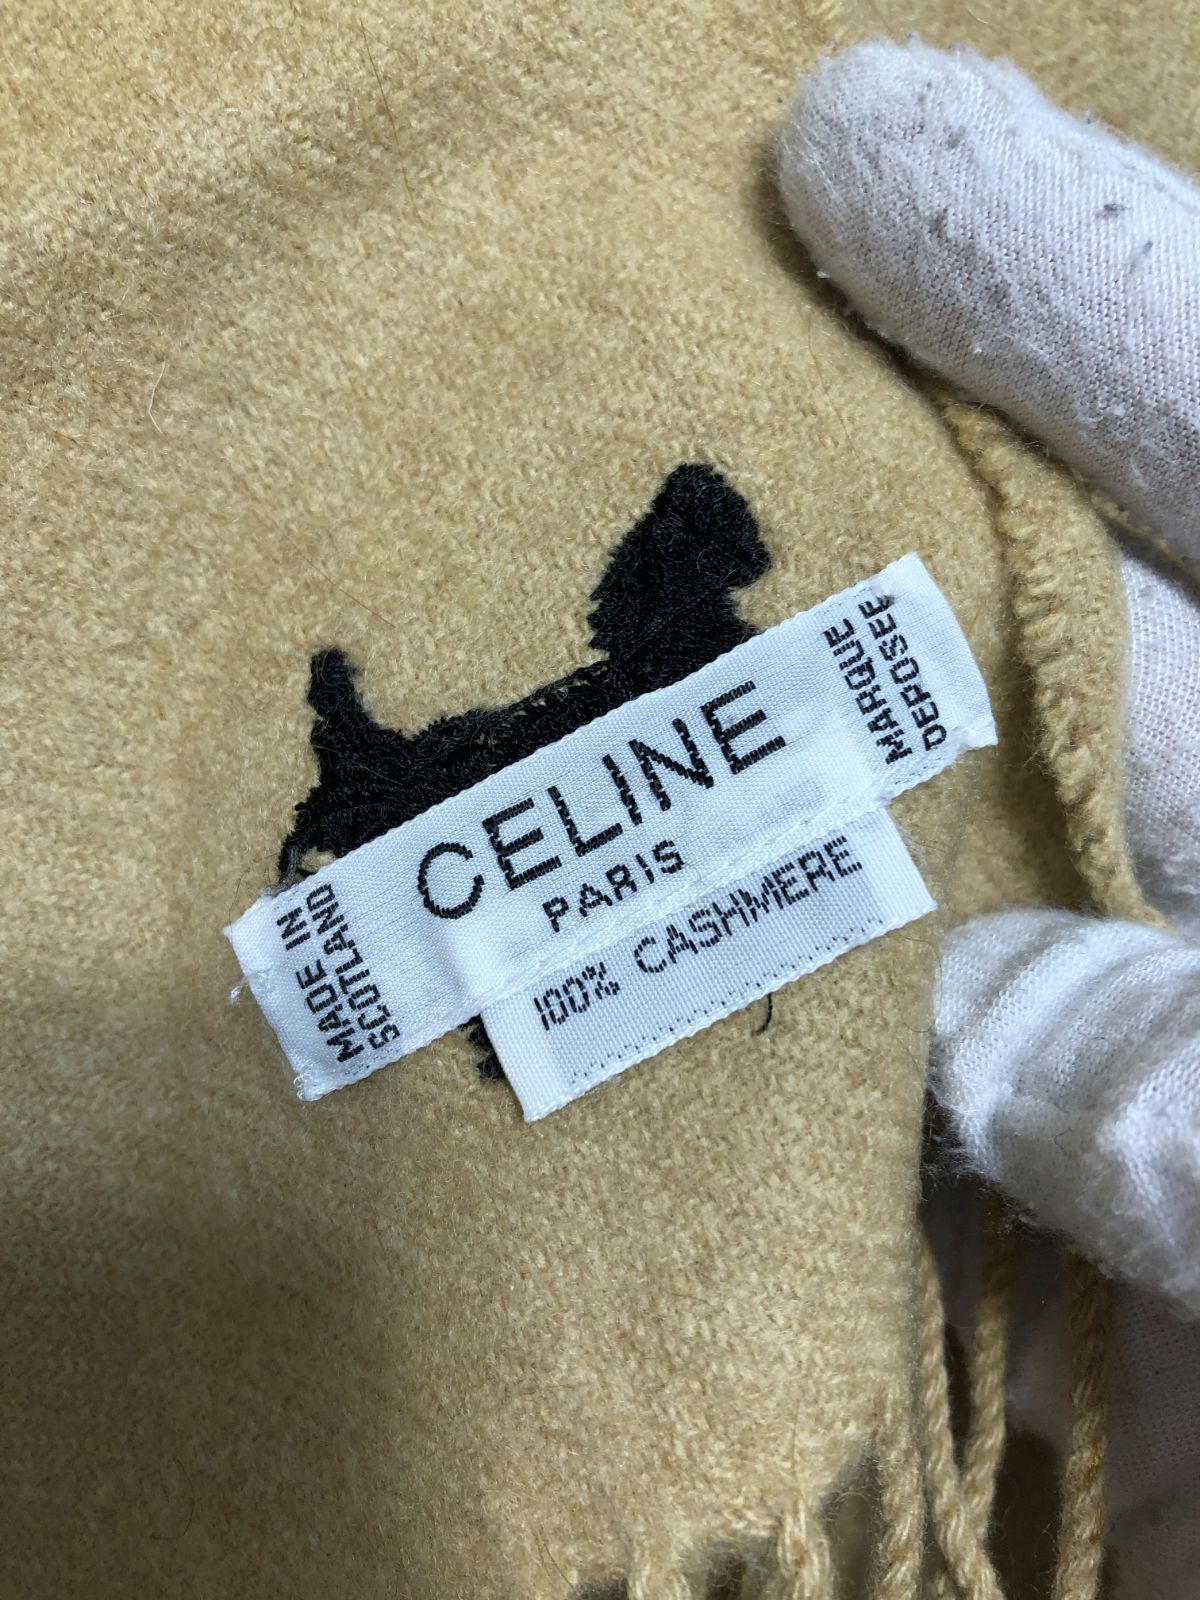 CELINE
PARIS
MADE IN
SCOTLAND
MARQUE
DEPOSEE
100% CASHMERE